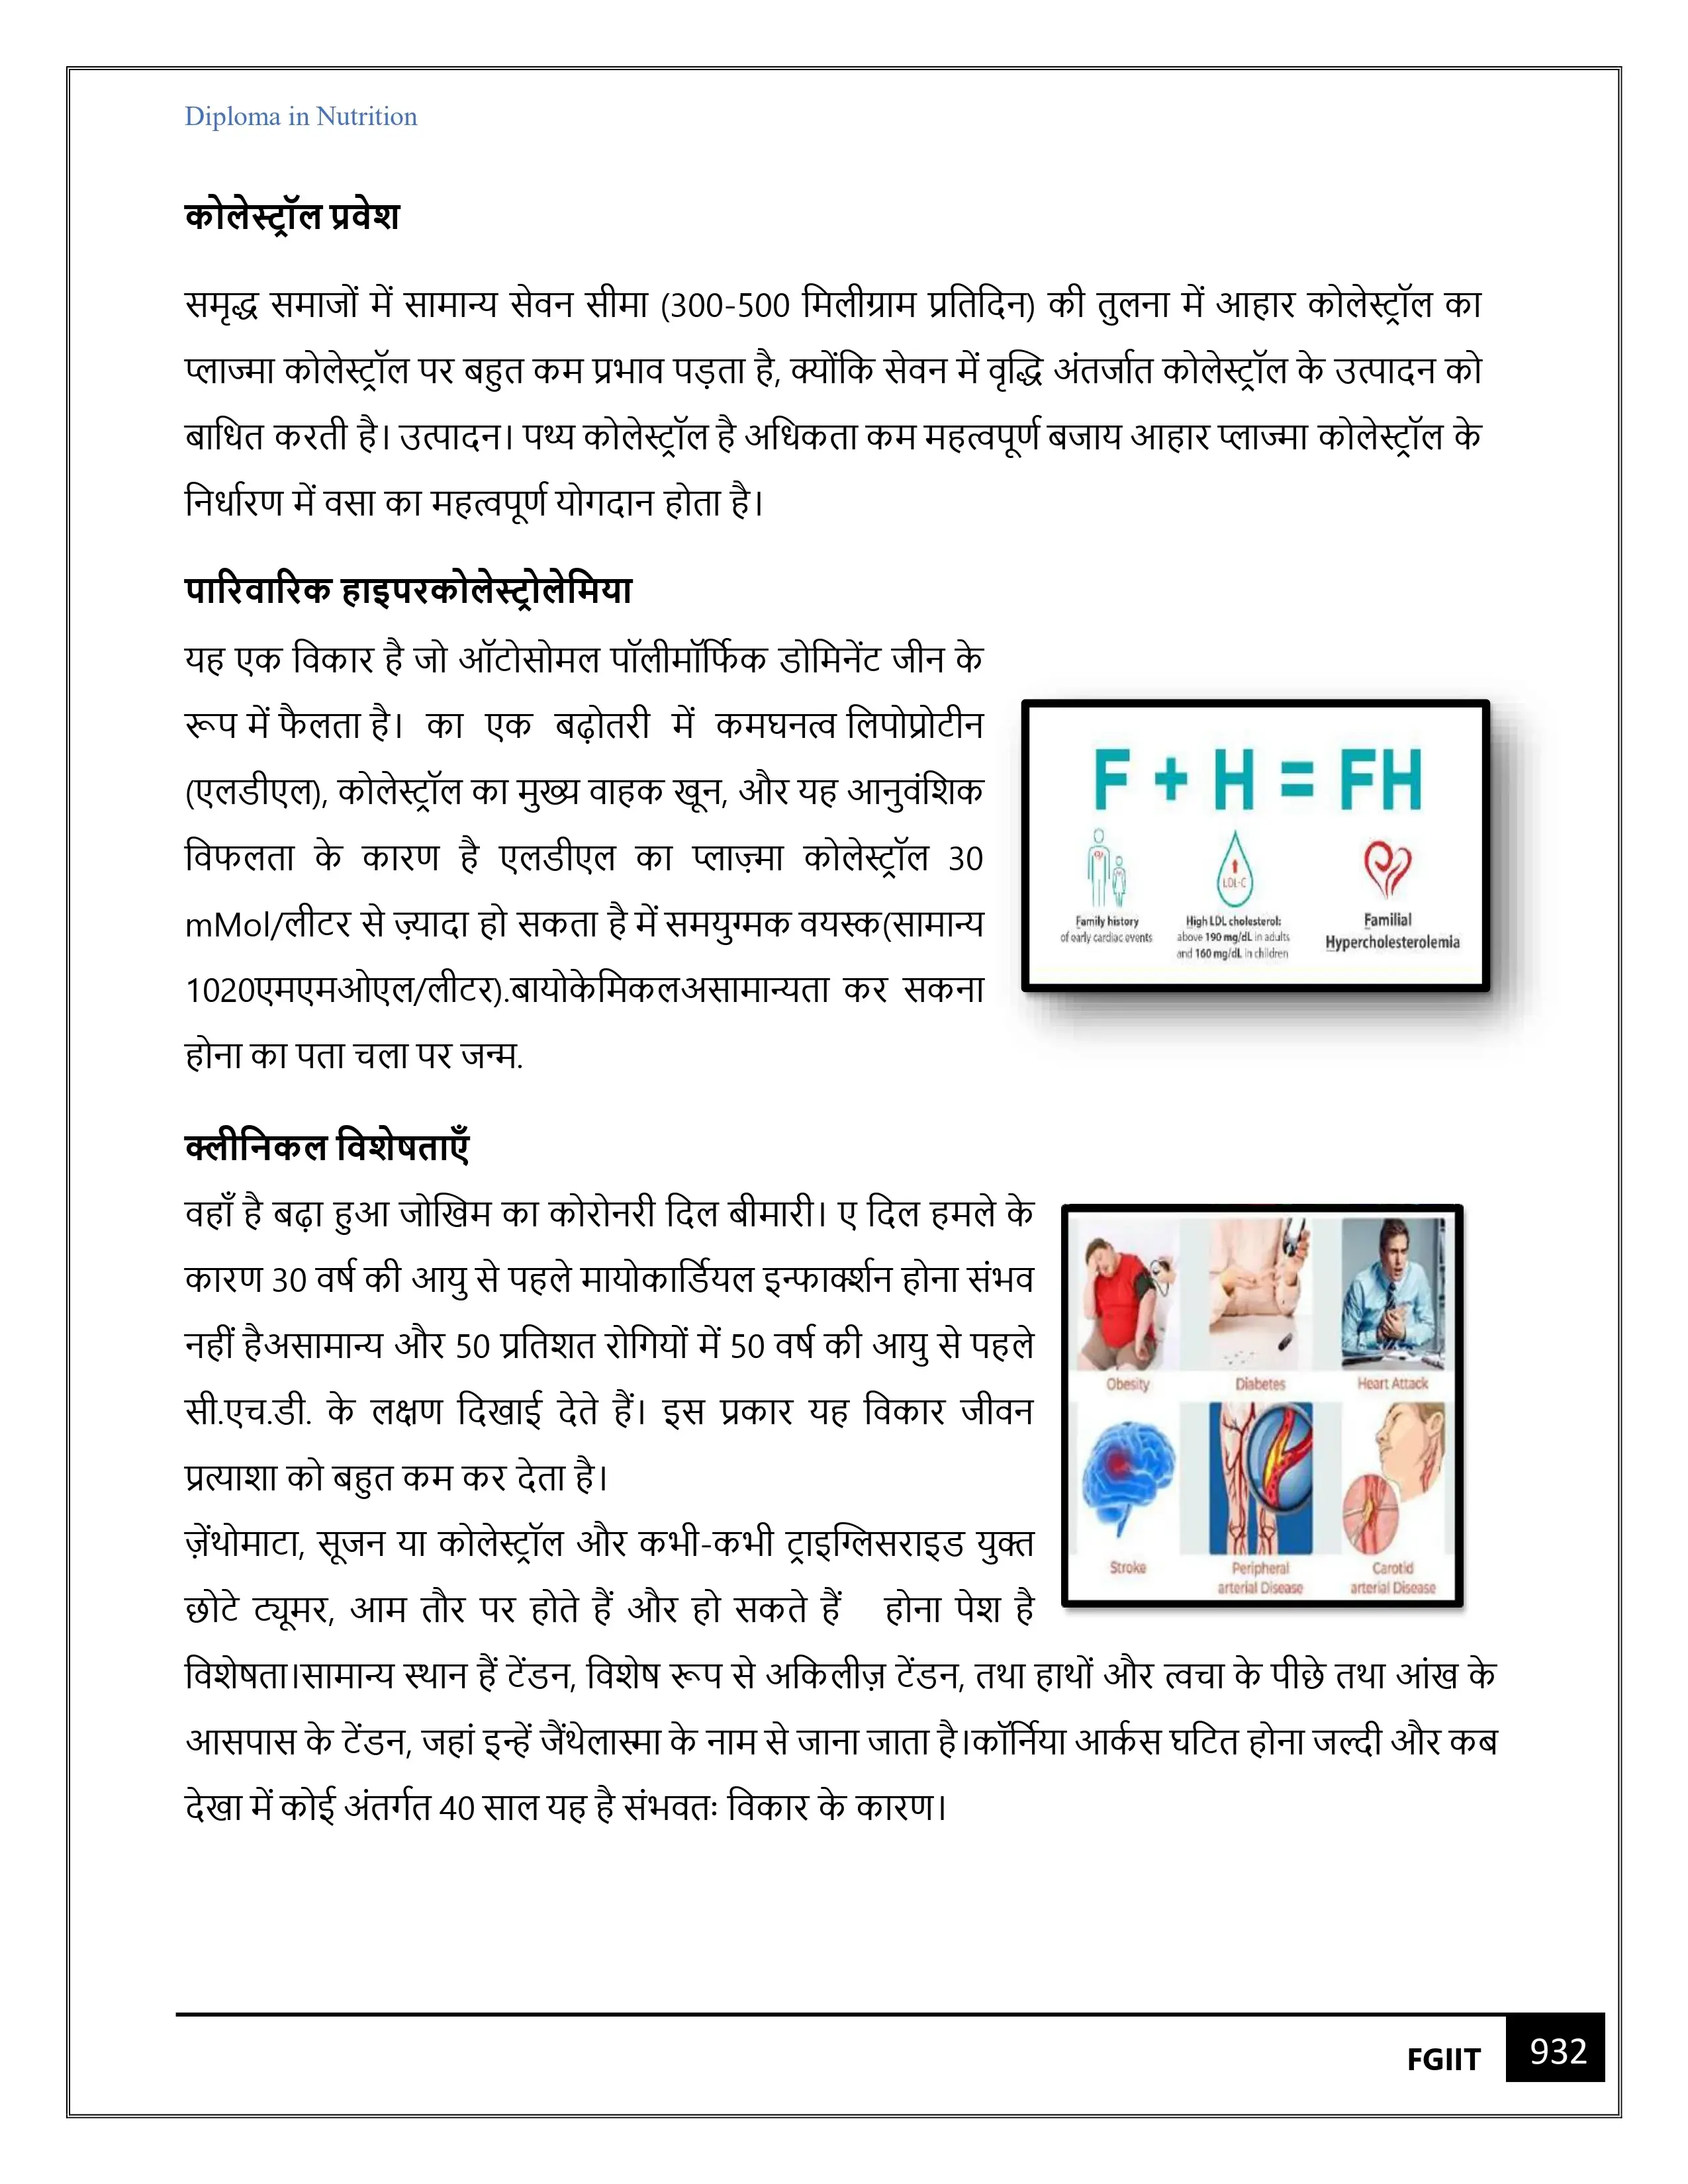 Diploma in Nutrition
कोलेस्ट्रॉल प्रवेश
समृद्ध समाजों में सामान्य सेवन सीमा (300-500 मिलीग्राम प्रतिदिन) की तुलना में आहार कोलेस्ट्रॉल का
प्लाज्मा कोलेस्ट्रॉल पर बहुत कम प्रभाव पड़ता है, क्योंकि सेवन में वृद्धि अंतर्जात कोलेस्ट्रॉल के उत्पादन को
बाधित करती है। उत्पादन। पथ्य कोलेस्ट्रॉल है अधिकता कम महत्वपूर्ण बजाय आहार प्लाज्मा कोलेस्ट्रॉल के
निर्धारण में वसा का महत्वपूर्ण योगदान होता है।
पारिवारिक हाइपरकोलेस्ट्रोलेमिया
यह एक विकार है जो ऑटोसोमल पॉलीमॉर्फिक डोमिनेंट जीन के
रूप में फैलता है। का एक बढ़ोतरी में कमघनत्व लिपोप्रोटीन
(एलडीएल), कोलेस्ट्रॉल का मुख्य वाहक खून, और यह आनुवंशिक
विफलता के कारण है एलडीएल का प्लाज़्मा कोलेस्ट्रॉल 30
mMol/लीटर से ज़्यादा हो सकता है में समयुग्मक वयस्क(सामान्य
1020एमएमओएल/लीटर).बायोकेमिकलअसामान्यता कर सकना
होना का पता चला पर जन्म.
F + H = FH
Family history
of early cardiac events
LDL-C
High LDL cholesterol:
above 190 mg/dL in adults
and 160 mg/dL in children
Familial
Hypercholesterolemia
क्लीनिकल विशेषताएँ
वहाँ है बढ़ा हुआ जोखिम का कोरोनरी दिल बीमारी। ए दिल हमले के
कारण 30 वर्ष की आयु से पहले मायोकार्डियल इन्फार्क्शन होना संभव
नहीं हैअसामान्य और 50 प्रतिशत रोगियों में 50 वर्ष की आयु से पहले
सी.एच.डी. के लक्षण दिखाई देते हैं। इस प्रकार यह विकार जीवन
प्रत्याशा को बहुत कम कर देता है।
ज़ेंथोमाटा, सूजन या कोलेस्ट्रॉल और कभी-कभी ट्राइग्लिसराइड युक्त
छोटे ट्यूमर, आम तौर पर होते हैं और हो सकते हैं होना पेश है
विशेषता।सामान्य स्थान हैं टेंडन, विशेष रूप से अकिलीज़ टेंडन, तथा हाथों और त्वचा के पीछे तथा आंख के
आसपास के टेंडन, जहां इन्हें जैंथेलास्मा के नाम से जाना जाता है।कॉर्निया आर्कस घटित होना जल्दी और कब
देखा में कोई अंतर्गत 40 साल यह है संभवतः विकार के कारण।
Obesity
Diabetes
Heart Attack
Stroke
Peripheral
arterial Disease
Carotid
arterial Disease
FGIIT
932